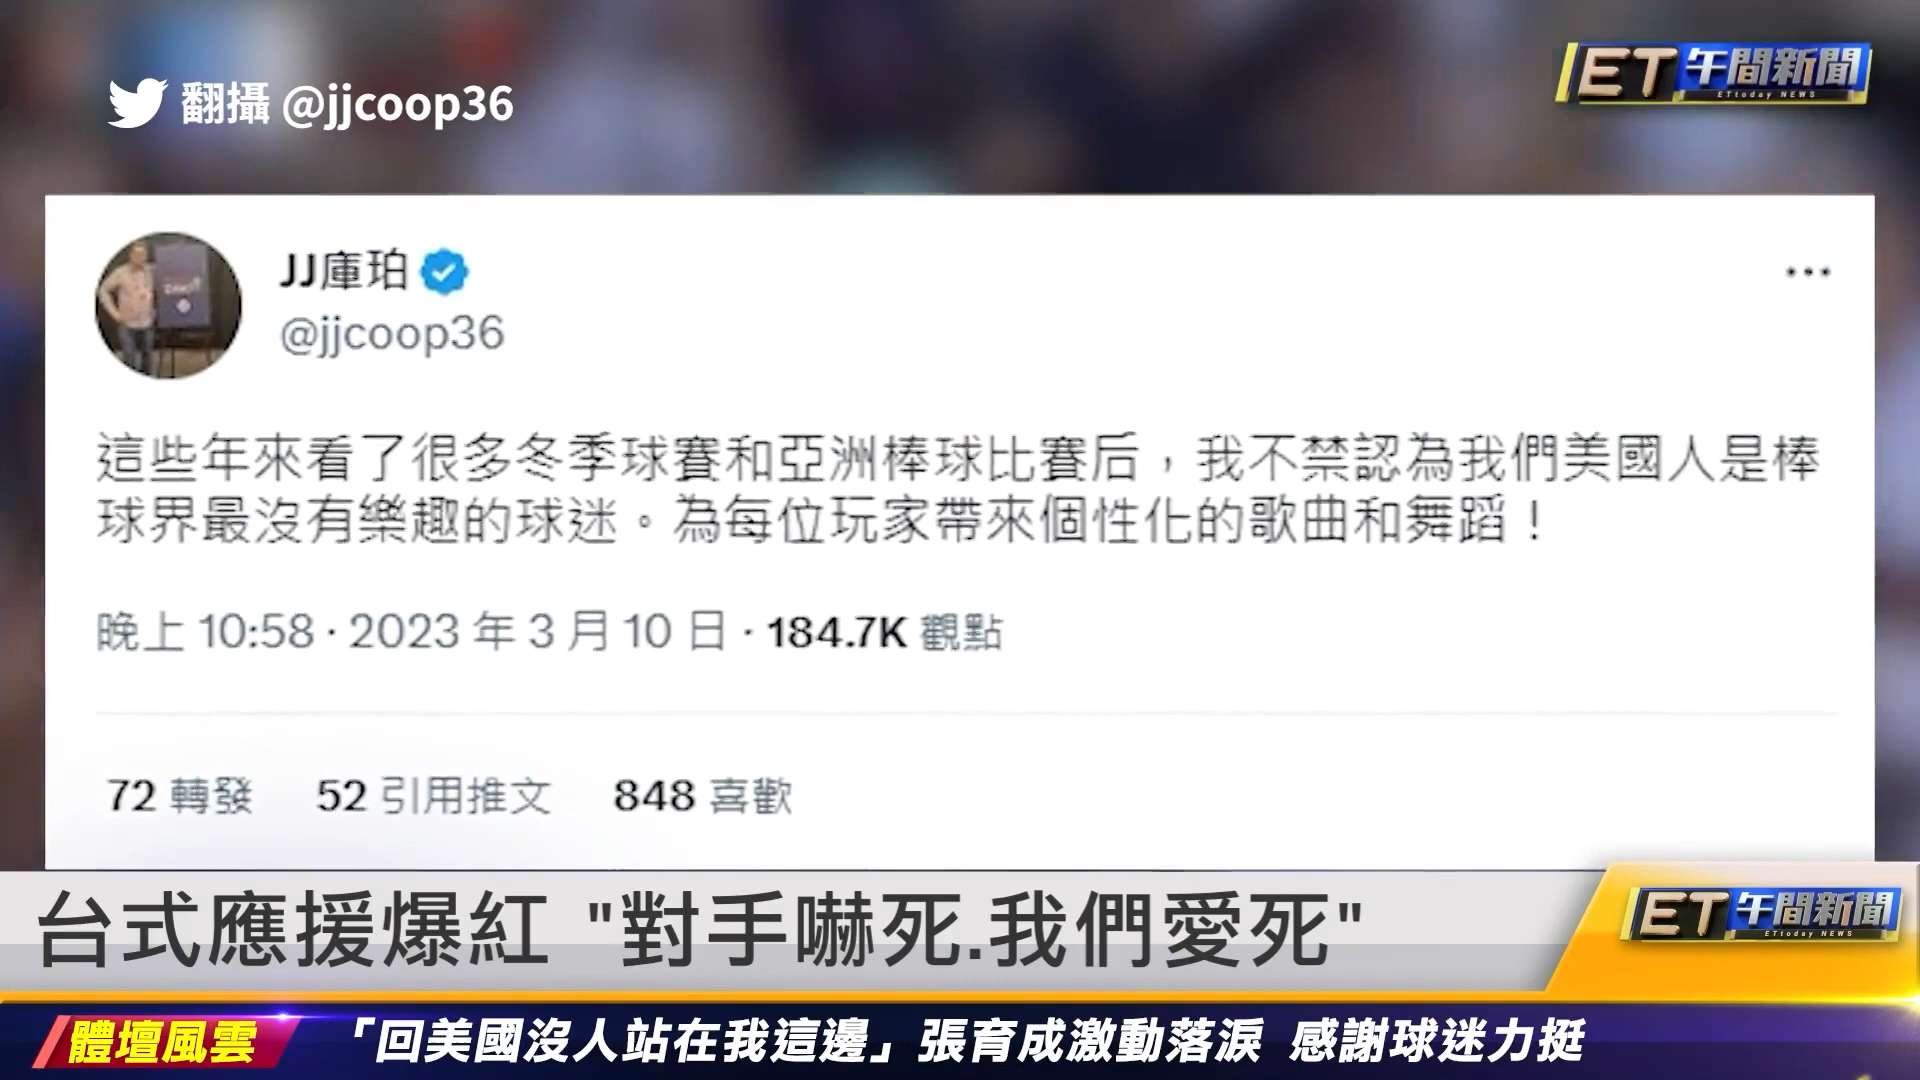 翻攝 @jjcoop36
ET午間新聞
ETtoday NEWS
JJ庫珀
@jjcoop36
這些年來看了很多冬季球賽和亞洲棒球比賽后，我不禁認為我們美國人是棒
球界最沒有樂趣的球迷。為每位玩家帶來個性化的歌曲和舞蹈！
晚上 10:58 · 2023 年 3 月 10 日 · 184.7K 觀點
72 轉發 52 引用推文 848 喜歡
台式應援爆紅 "對手嚇死.我們愛死"
ET午間新聞
ETtoday NEWS
體壇風雲 「回美國沒人站在我這邊」張育成激動落淚 感謝球迷力挺